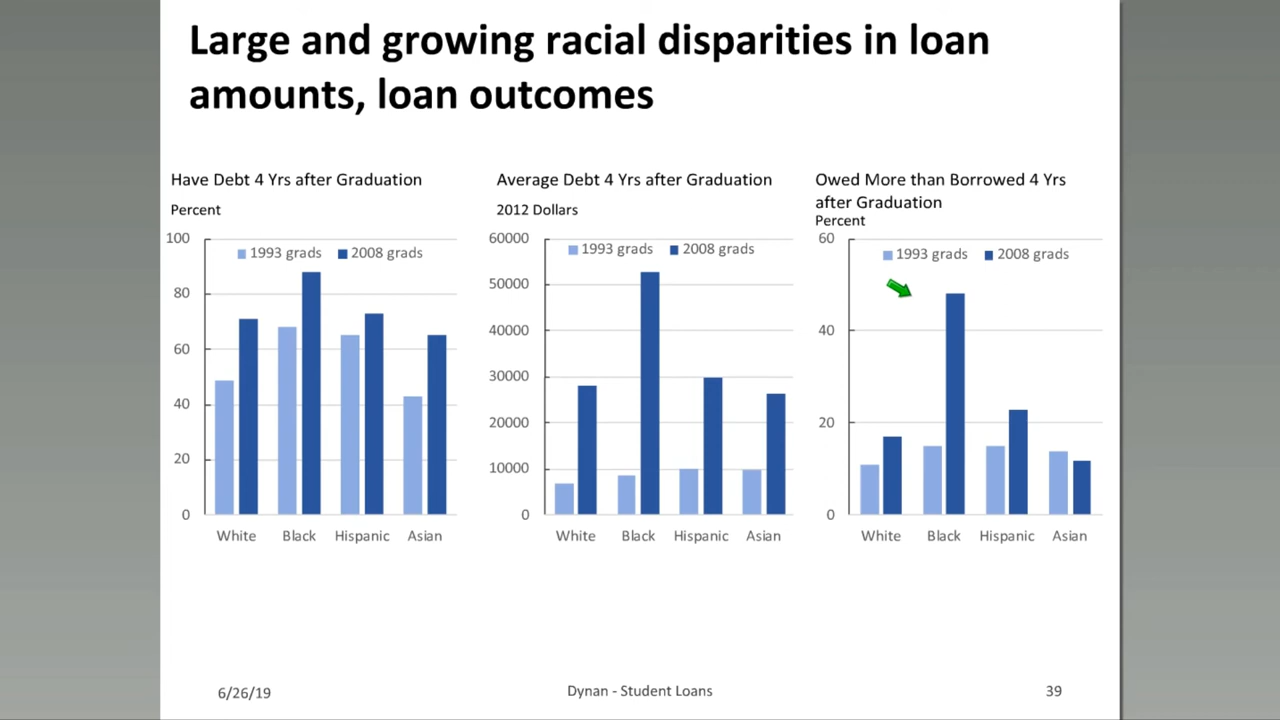 Large and growing racial disparities in loan
amounts, loan outcomes
Have Debt 4 Yrs after Graduation
Percent
100
1993 grads
2008 grads
80
60
40
20
0
White
Black
Hispanic
Asian
Average Debt 4 Yrs after Graduation
2012 Dollars
60000
1993 grads
2008 grads
50000
40000
30000
20000
10000
0
White
Black
Hispanic
Asian
Owed More than Borrowed 4 Yrs
after Graduation
Percent
60
1993 grads
2008 grads
40
20
0
White
Black
Hispanic
Asian
6/26/19
Dynan - Student Loans
39